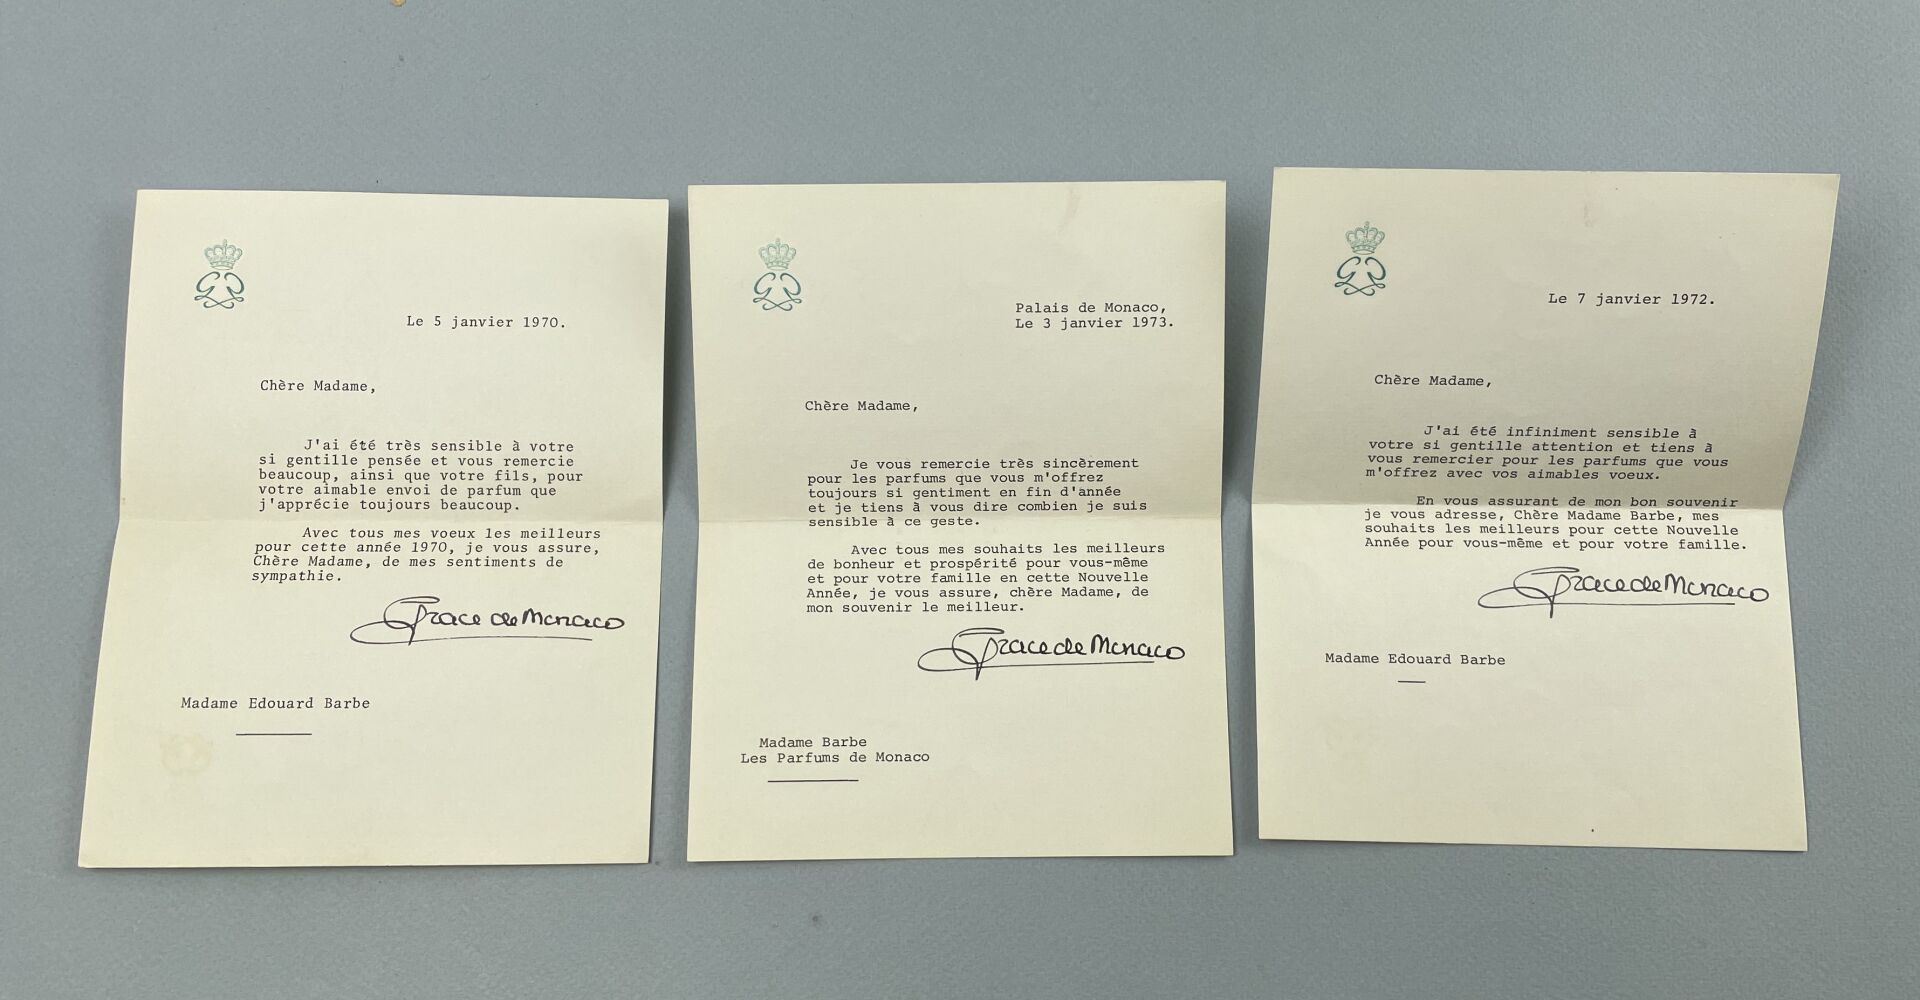 Le 5 janvier 1970.
Chère Madame,
J'ai été très sensible à votre
si gentille pensée et vous remercie
beaucoup, ainsi que votre fils, pour
votre aimable envoi de parfum que
j'apprécie toujours beaucoup.
Avec tous mes voeux les meilleurs
pour cette année 1970, je vous assure,
Chère Madame, de mes sentiments de
sympathie.
Grace de Monaco
Madame Edouard Barbe
Palais de Monaco,
Le 3 janvier 1973.
Chère Madame,
Je vous remercie très sincèrement
pour les parfums que vous m'offrez
toujours si gentiment en fin d'année
et je tiens à vous dire combien je suis
sensible à ce geste.
Avec tous mes souhaits les meilleurs
de bonheur et prospérité pour vous-même
et pour votre famille en cette Nouvelle
Année, je vous assure, chère Madame, de
mon souvenir le meilleur.
Grace de Monaco
Madame Barbe
Les Parfums de Monaco
Le 7 janvier 1972.
Chère Madame,
J'ai été infiniment sensible à
votre si gentille attention et tiens à
vous remercier pour les parfums que vous
m'offrez avec vos aimables voeux.
En vous assurant de mon bon souvenir
je vous adresse, Chère Madame Barbe, mes
souhaits les meilleurs pour cette Nouvelle
Année pour vous-même et pour votre famille.
Grace de Monaco
Madame Edouard Barbe